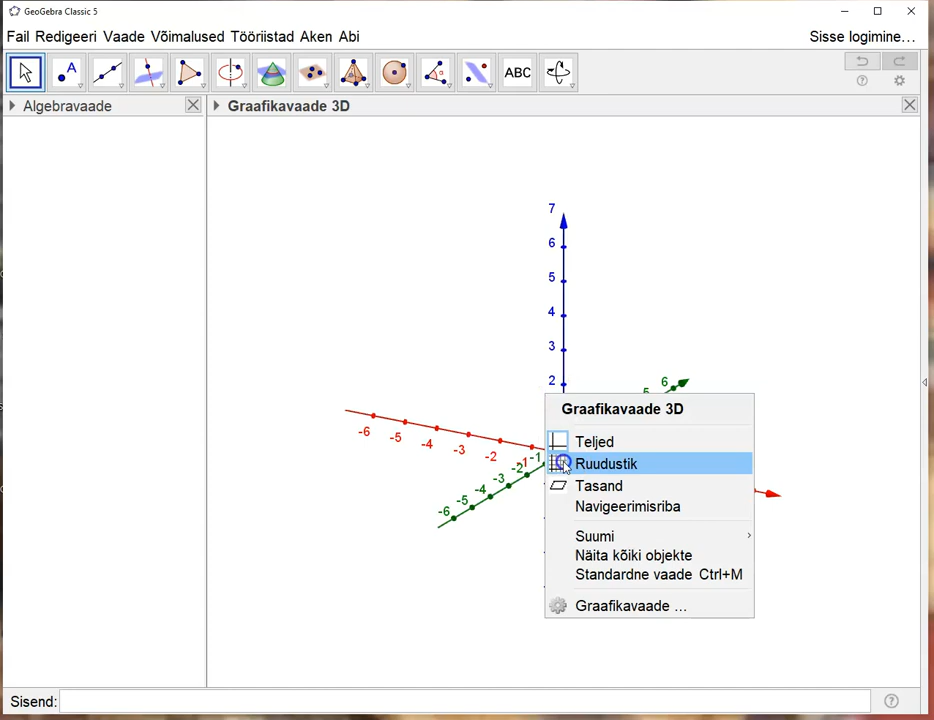 GeoGebra Classic 5
Fail Redigeeri Vaade Võimalused Tööriistad Aken Abi
Sisse logimine...
A
ABC
Algebravaade
Graafikavaade 3D
7
6
5
4
3
2
6
5
-6
-5
-4
-3
-2
-1
-1
-2
-3
-4
-5
-6
Graafikavaade 3D
Teljed
Ruudustik
Tasand
Navigeerimisriba
Suumi
Näita kõiki objekte
Standardne vaade Ctrl+M
Graafikavaade ...
Sisend: